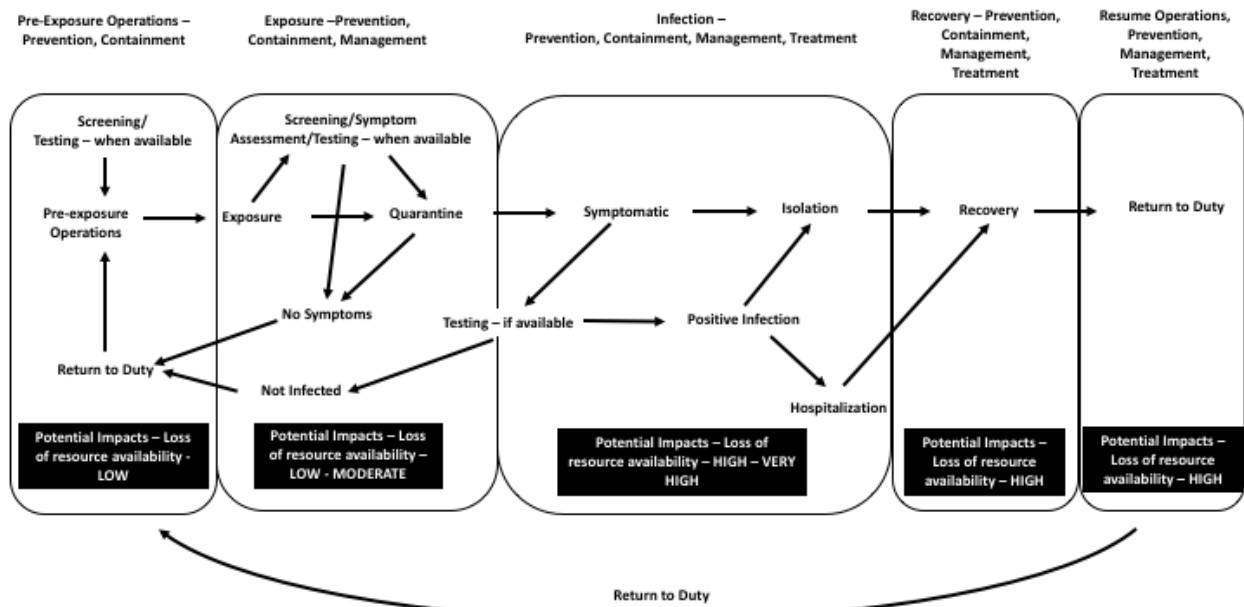 Pre-Exposure Operations –
Prevention, Containment
Exposure –Prevention,
Containment, Management
Infection –
Prevention, Containment, Management, Treatment
Recovery – Prevention,
Containment,
Management,
Treatment
Resume Operations,
Prevention,
Management,
Treatment
Screening/
Testing – when available
Pre-exposure
Operations
Return to Duty
Potential Impacts – Loss
of resource availability -
LOW
Screening/Symptom
Assessment/Testing – when available
Exposure
Quarantine
No Symptoms
Not Infected
Potential Impacts – Loss
of resource availability –
LOW - MODERATE
Symptomatic
Isolation
Testing – if available
Positive Infection
Hospitalization
Potential Impacts – Loss of
resource availability – HIGH – VERY
HIGH
Recovery
Potential Impacts –
Loss of resource
availability – HIGH
Return to Duty
Potential Impacts –
Loss of resource
availability – HIGH
Return to Duty